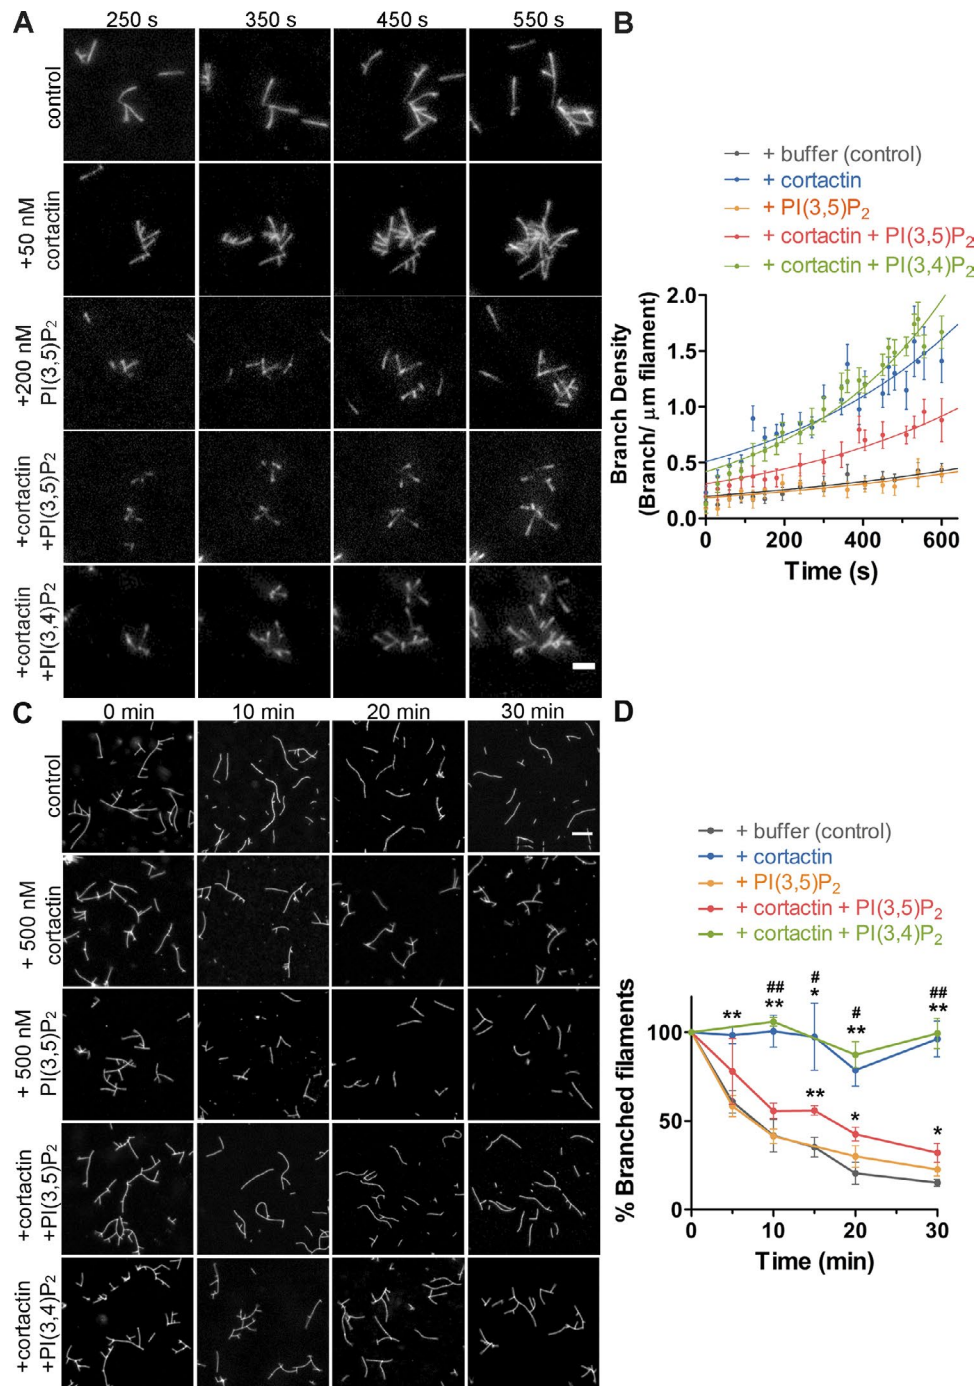 A
250 s 350 s 450 s 550 s
control
+50 nM
cortactin
+200 nM
PI(3,5)P2
+cortactin
+PI(3,5)P2
+cortactin
+PI(3,4)P2
B
+ buffer (control)
+ cortactin
+ PI(3,5)P2
+ cortactin + PI(3,5)P2
+ cortactin + PI(3,4)P2
Branch Density
(Branch/ μm filament)
2.0
1.5
1.0
0.5
0.0
0 200 400 600
Time (s)
C
0 min 10 min 20 min 30 min
control
+ 500 nM
cortactin
+ 500 nM
PI(3,5)P2
+cortactin
+PI(3,5)P2
+cortactin
+PI(3,4)P2
D
+ buffer (control)
+ cortactin
+ PI(3,5)P2
+ cortactin + PI(3,5)P2
+ cortactin + PI(3,4)P2
% Branched filaments
## # # ##
** ** * ** **
** * *
100
50
0
0 10 20 30
Time (min)